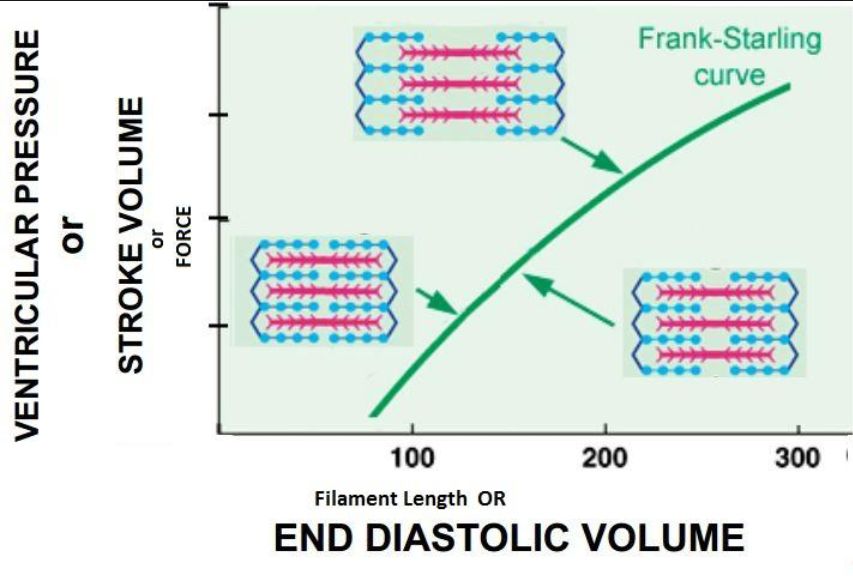 VENTRICULAR PRESSURE
or
STROKE VOLUME
or
FORCE
Frank-Starling
curve
100
200
300
Filament Length OR
END DIASTOLIC VOLUME